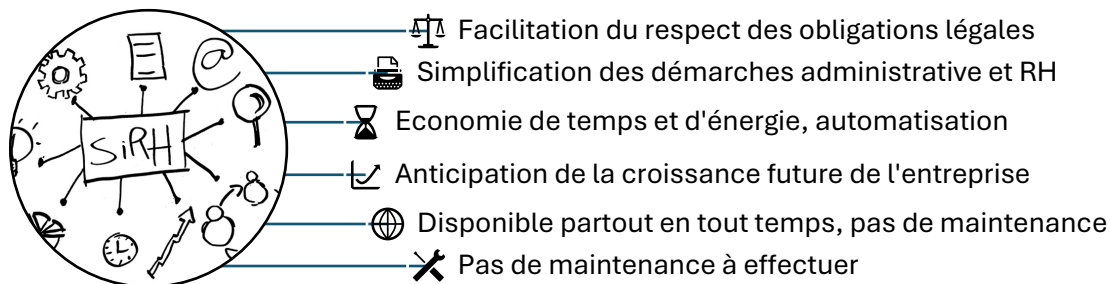 SiRH
Facilitation du respect des obligations légales
Simplification des démarches administrative et RH
Economie de temps et d'énergie, automatisation
Anticipation de la croissance future de l'entreprise
Disponible partout en tout temps, pas de maintenance
Pas de maintenance à effectuer